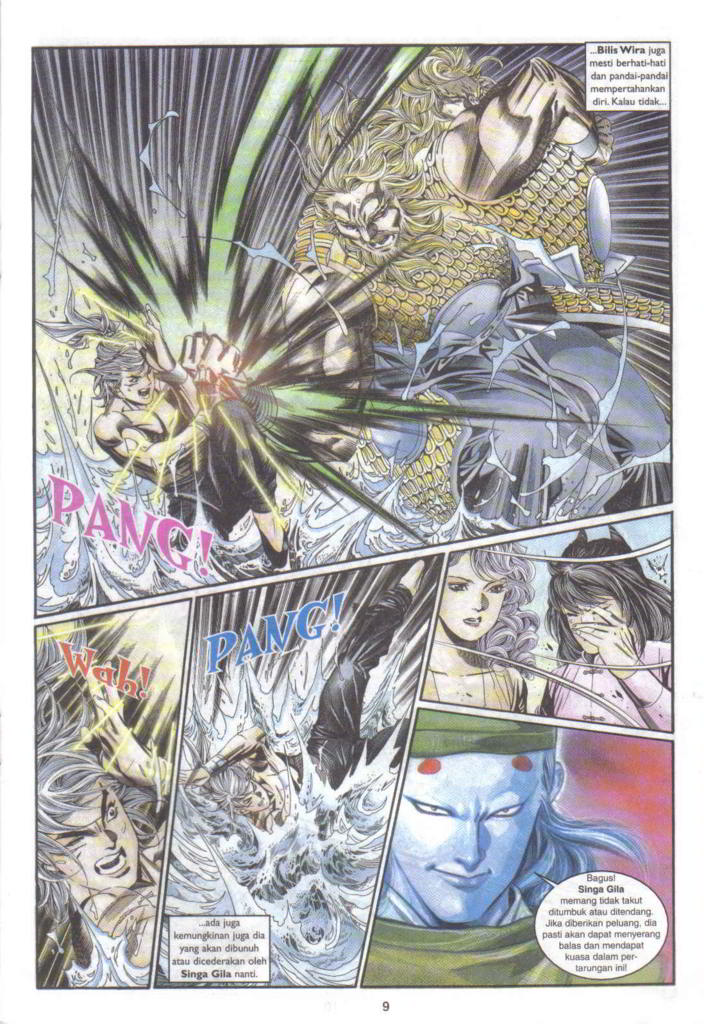 ...Bilis Wira juga
mesti berhati-hati
dan pandai-pandai
mempertahankan
diri. Kalau tidak...
PANG!
Wah!
PANG!
...ada juga
kemungkinan juga dia
yang akan dibunuh
atau dicederakan oleh
Singa Gila nanti.
Bagus!
Singa Gila
memang tidak takut
ditumbuk atau ditendang.
Jika diberikan peluang, dia
pasti akan dapat menyerang
balas dan mendapat
kuasa dalam per-
tarungan ini!
9